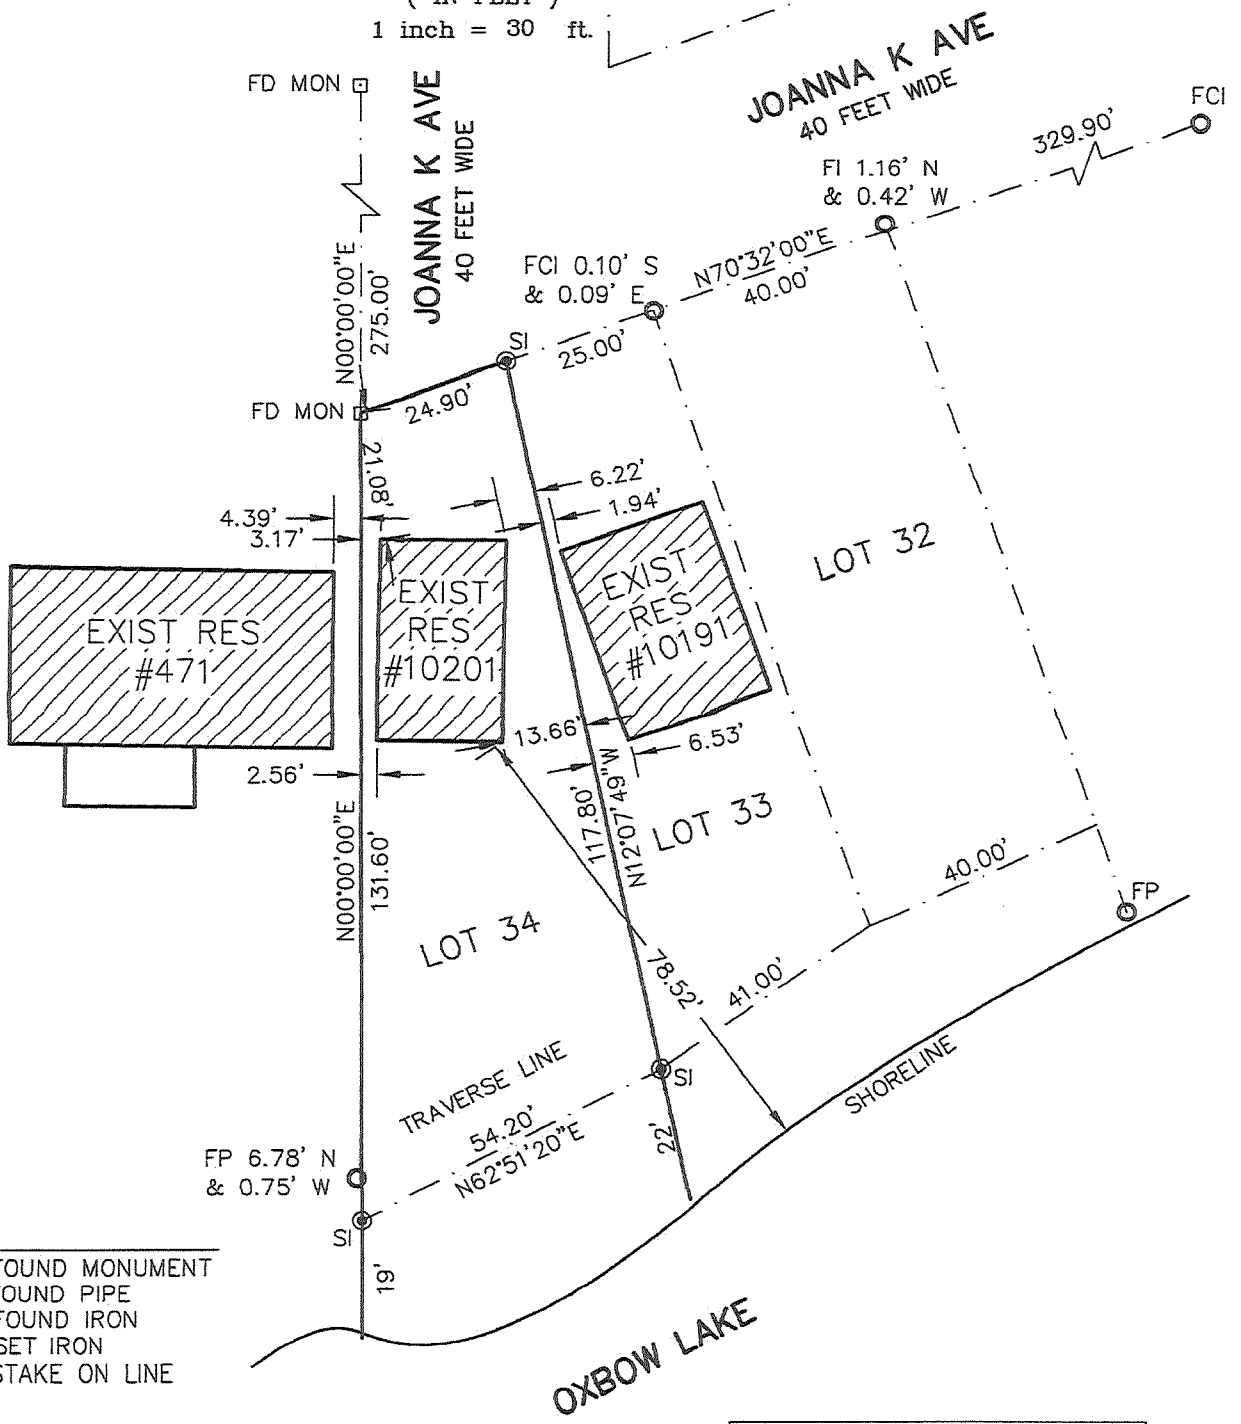 ( IN FEET )
1 inch = 30 ft.
JOANNA K AVE
40 FEET WIDE
FCI
329.90'
FD MON
JOANNA K AVE
40 FEET WIDE
FI 1.16' N
& 0.42' W
N70°32'00"E
40.00'
FCI 0.10' S
& 0.09' E
N00°00'00"E
275.00'
SI
25.00'
FD MON
24.90'
21.08'
6.22'
1.94'
4.39'
3.17'
LOT 32
EXIST RES
#471
EXIST
RES
#10201
EXIST
RES
#10191
13.66'
6.53'
2.56'
N00°00'00"E
131.60'
117.80'
N12°07'49"W
LOT 33
40.00'
FP
LOT 34
78.52'
41.00'
TRAVERSE LINE
SI
SHORELINE
54.20'
N62°51'20"E
22'
FP 6.78' N
& 0.75' W
SI
19'
FOUND MONUMENT
FOUND PIPE
FOUND IRON
SET IRON
STAKE ON LINE
OXBOW LAKE